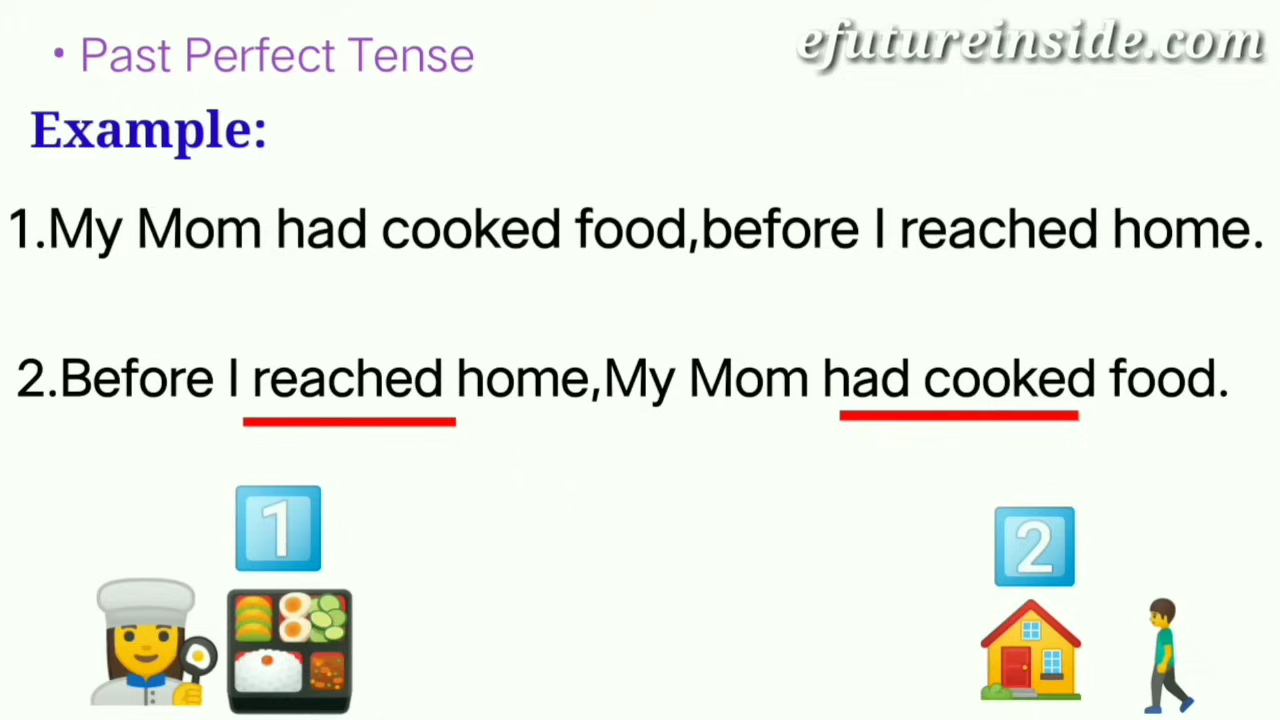 • Past Perfect Tense
efutureinside.com
Example:
1.My Mom had cooked food,before I reached home.
2.Before I reached home,My Mom had cooked food.
1
2